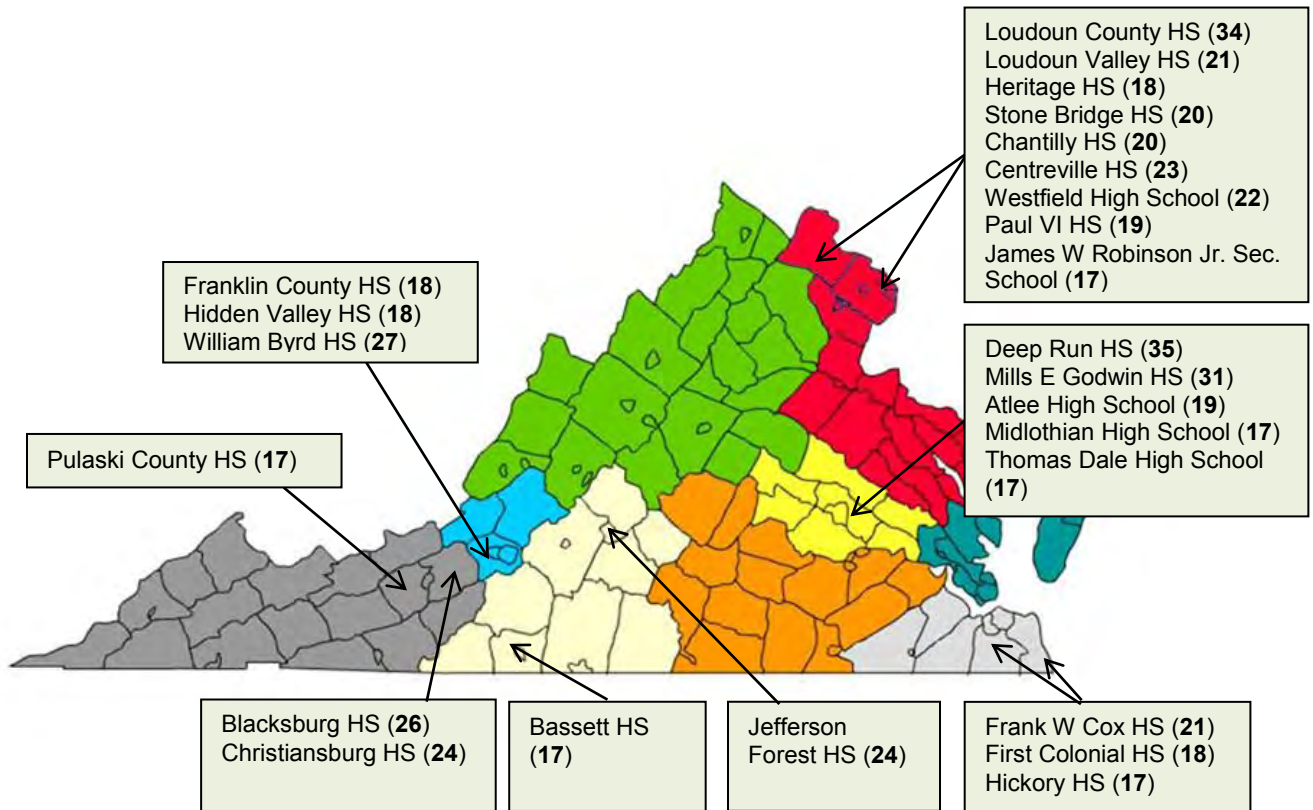 Loudoun County HS (34)
Loudoun Valley HS (21)
Heritage HS (18)
Stone Bridge HS (20)
Chantilly HS (20)
Centreville HS (23)
Westfield High School (22)
Paul VI HS (19)
James W Robinson Jr. Sec.
School (17)
Franklin County HS (18)
Hidden Valley HS (18)
William Byrd HS (27)
Deep Run HS (35)
Mills E Godwin HS (31)
Atlee High School (19)
Midlothian High School (17)
Thomas Dale High School
(17)
Pulaski County HS (17)
Blacksburg HS (26)
Christiansburg HS (24)
Bassett HS
(17)
Jefferson
Forest HS (24)
Frank W Cox HS (21)
First Colonial HS (18)
Hickory HS (17)